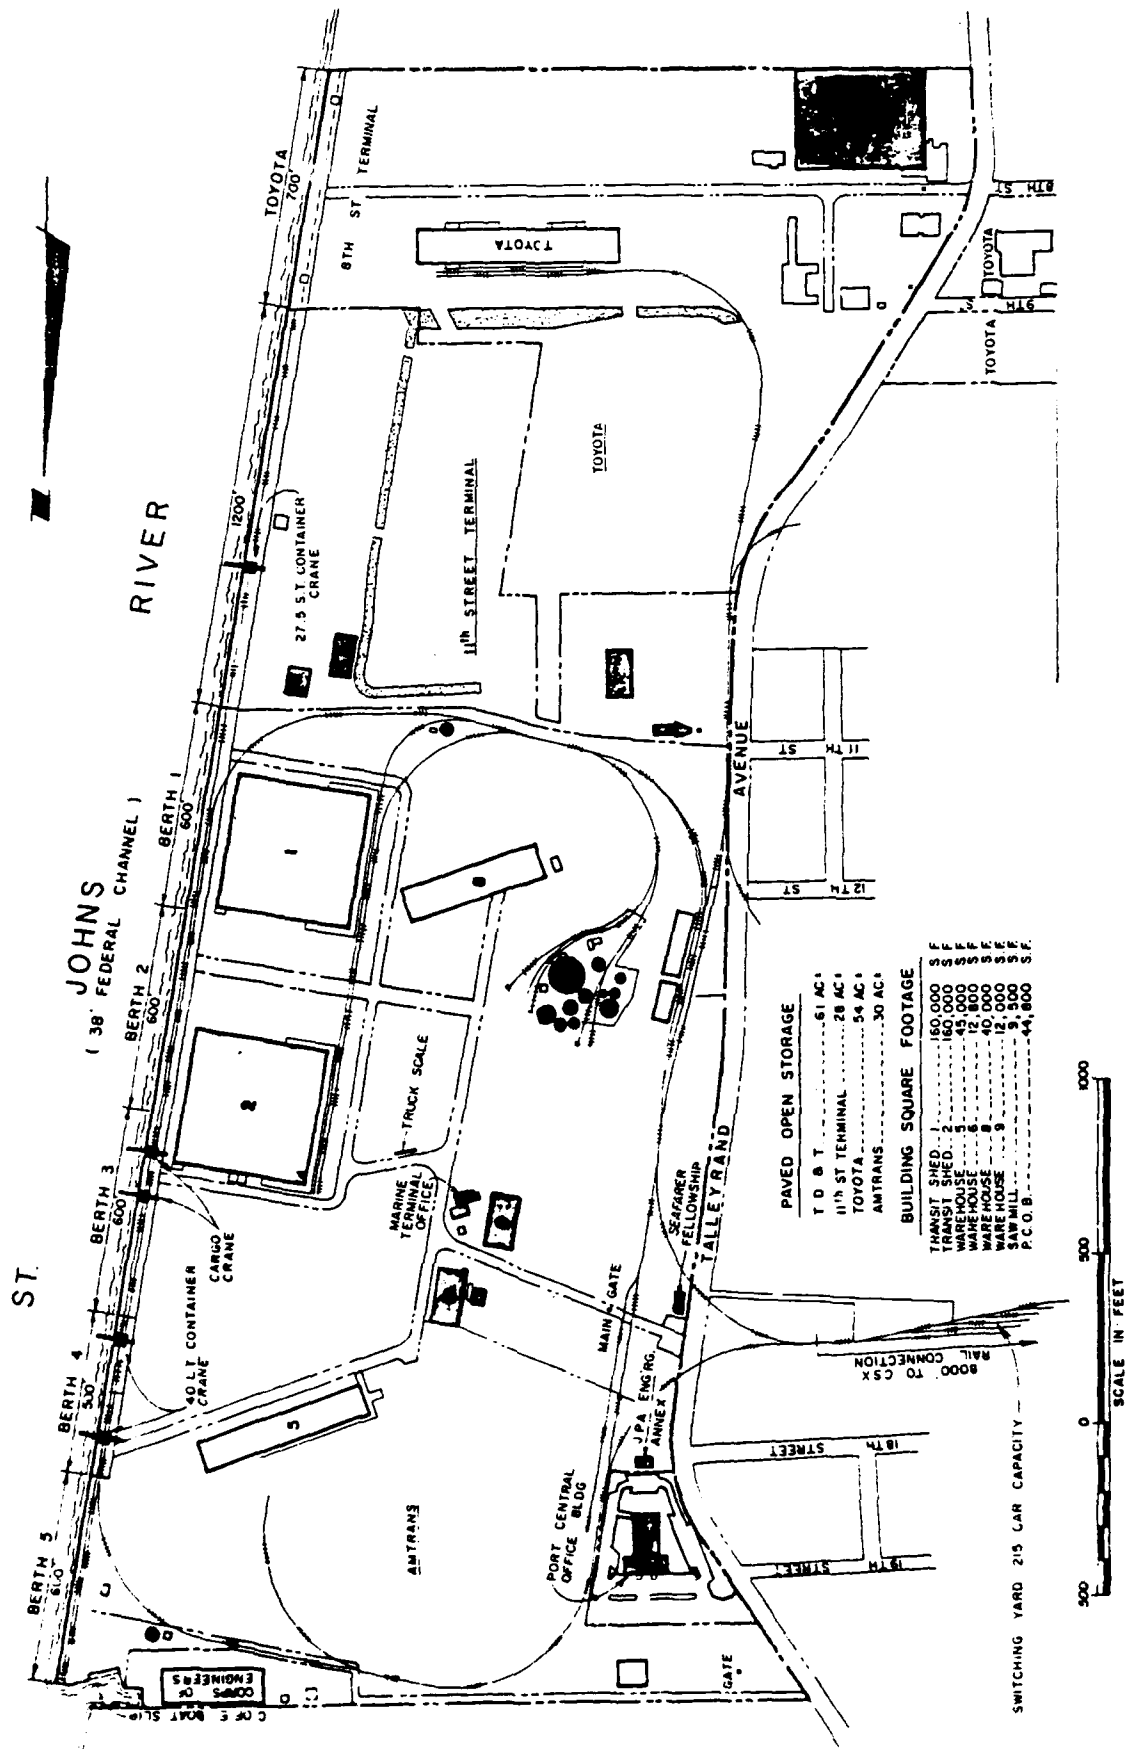 ST.
JOHNS
RIVER
( 38' FEDERAL CHANNEL )
BERTH 5
600'
BERTH 4
500'
BERTH 3
600'
BERTH 2
600'
BERTH 1
600'
1200'
TOYOTA
700'
8TH ST TERMINAL
C OF E BOAT SLIP
CORPS OF
ENGINEERS
40 L.T. CONTAINER
CRANE
CARGO
CRANE
27.5 S.T. CONTAINER
CRANE
5
2
1
8
AMTRANS
MARINE
TERMINAL
OFFICE
TRUCK SCALE
11th STREET TERMINAL
TOYOTA
TOYOTA
PORT CENTRAL
OFFICE BLDG
J P A ENG'RG.
ANNEX
MAIN GATE
SEAFARER
FELLOWSHIP
GATE
TALLEYRAND
AVENUE
19TH STREET
18TH STREET
12TH ST
11TH ST
9TH ST
8TH ST
TOYOTA
TOYOTA
8000' TO CSX
RAIL CONNECTION
SWITCHING YARD 215 CAR CAPACITY
PAVED OPEN STORAGE
T D & T 61 AC±
11th ST TERMINAL 28 AC±
TOYOTA 54 AC±
AMTRANS 30 AC±
BUILDING SQUARE FOOTAGE
TRANSIT SHED 1 160,000 S F
TRANSIT SHED 2 160,000 S F
WAREHOUSE 5 45,000 S F
WAREHOUSE 6 12,800 S F
WAREHOUSE 8 40,000 S.F.
WAREHOUSE 9 12,000 S.F.
SAWMILL 9,500 S.F.
P.C.O.B. 44,800 S.F.
500 0 500 1000
SCALE IN FEET